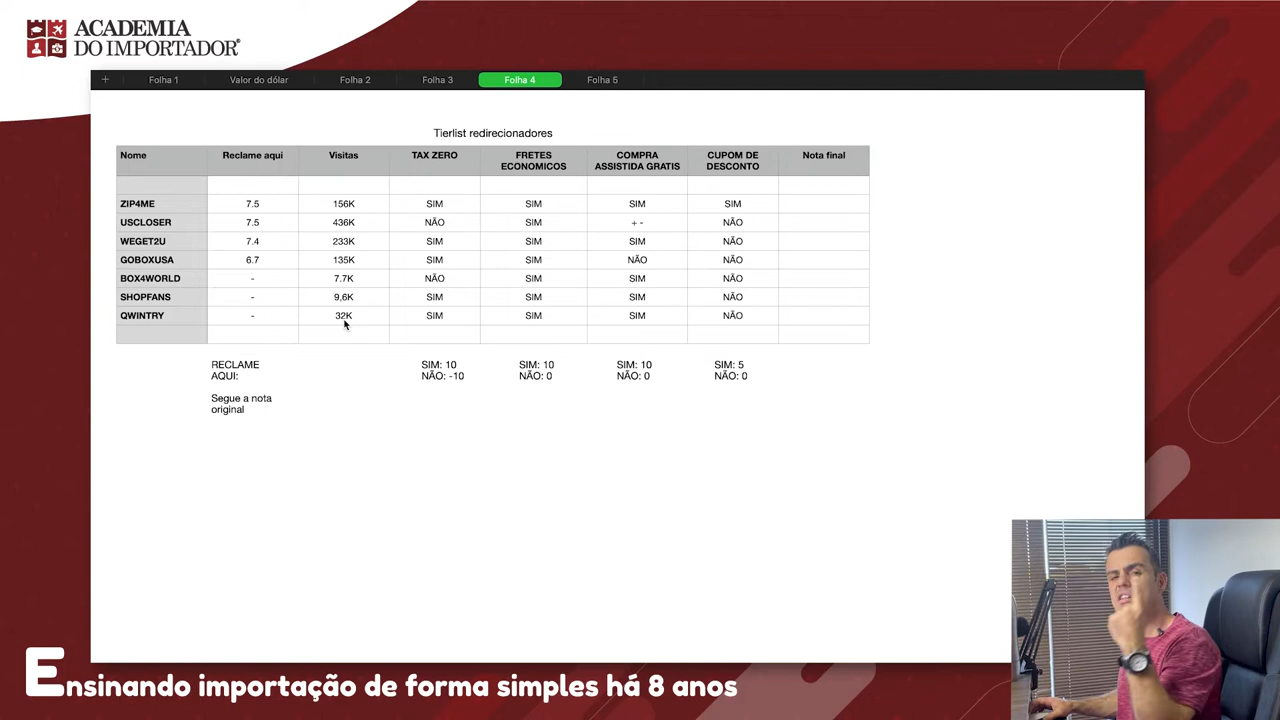 ACADEMIA
DO IMPORTADOR®
+ Folha 1 Valor do dólar Folha 2 Folha 3 Folha 4 Folha 5
Tierlist redirecionadores
Nome Reclame aqui Visitas TAX ZERO FRETES ECONOMICOS COMPRA ASSISTIDA GRATIS CUPOM DE DESCONTO Nota final
ZIP4ME 7.5 156K SIM SIM SIM SIM
USCLOSER 7.5 436K NÃO SIM + - NÃO
WEGET2U 7.4 233K SIM SIM SIM NÃO
GOBOXUSA 6.7 135K SIM SIM NÃO NÃO
BOX4WORLD - 7.7K NÃO SIM SIM NÃO
SHOPFANS - 9,6K SIM SIM SIM NÃO
QWINTRY - 32K SIM SIM SIM NÃO
RECLAME SIM: 10 SIM: 10 SIM: 10 SIM: 5
AQUI: NÃO: -10 NÃO: 0 NÃO: 0 NÃO: 0
Segue a nota
original
Ensinando importação de forma simples há 8 anos